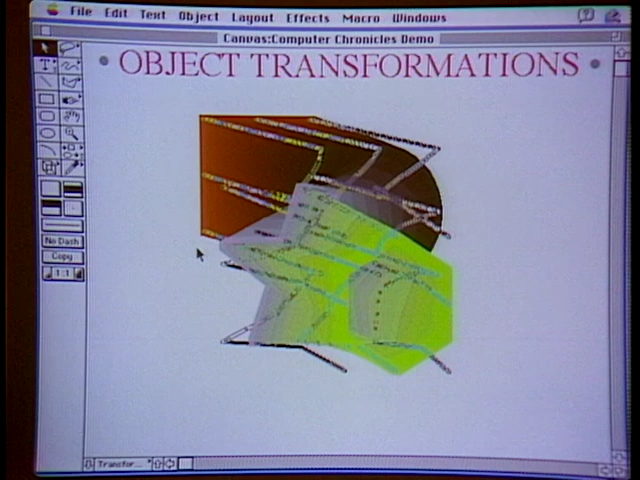 File Edit Text Object Layout Effects Macro Windows
Canvas:Computer Chronicles Demo
• OBJECT TRANSFORMATIONS •
T
No Dash
Copy
1:1
Transfor...